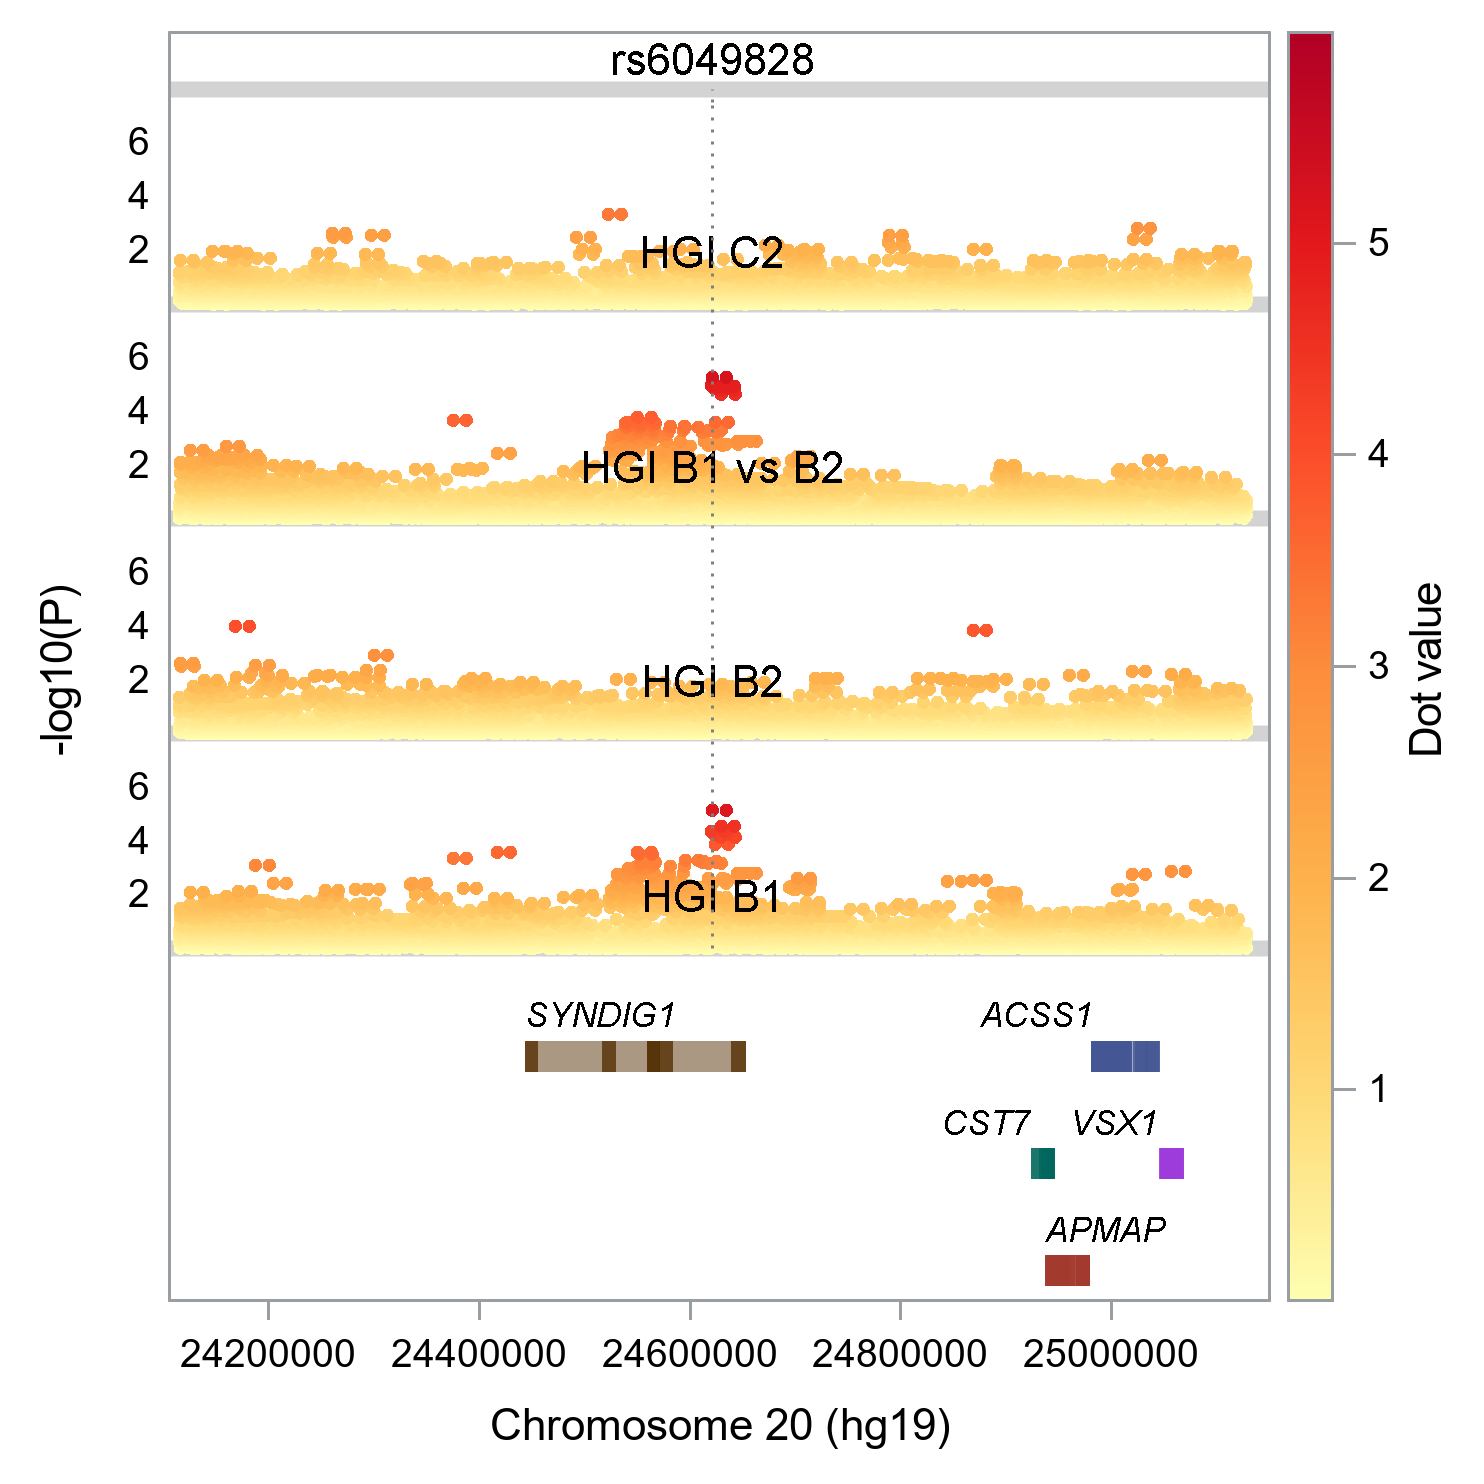 rs6049828
6
4
2
HGI C2
6
4
2
HGI B1 vs B2
6
4
2
HGI B2
6
4
2
HGI B1
-log10(P)
SYNDIG1
ACSS1
CST7
VSX1
APMAP
24200000
24400000
24600000
24800000
25000000
Chromosome 20 (hg19)
5
4
3
2
1
Dot value